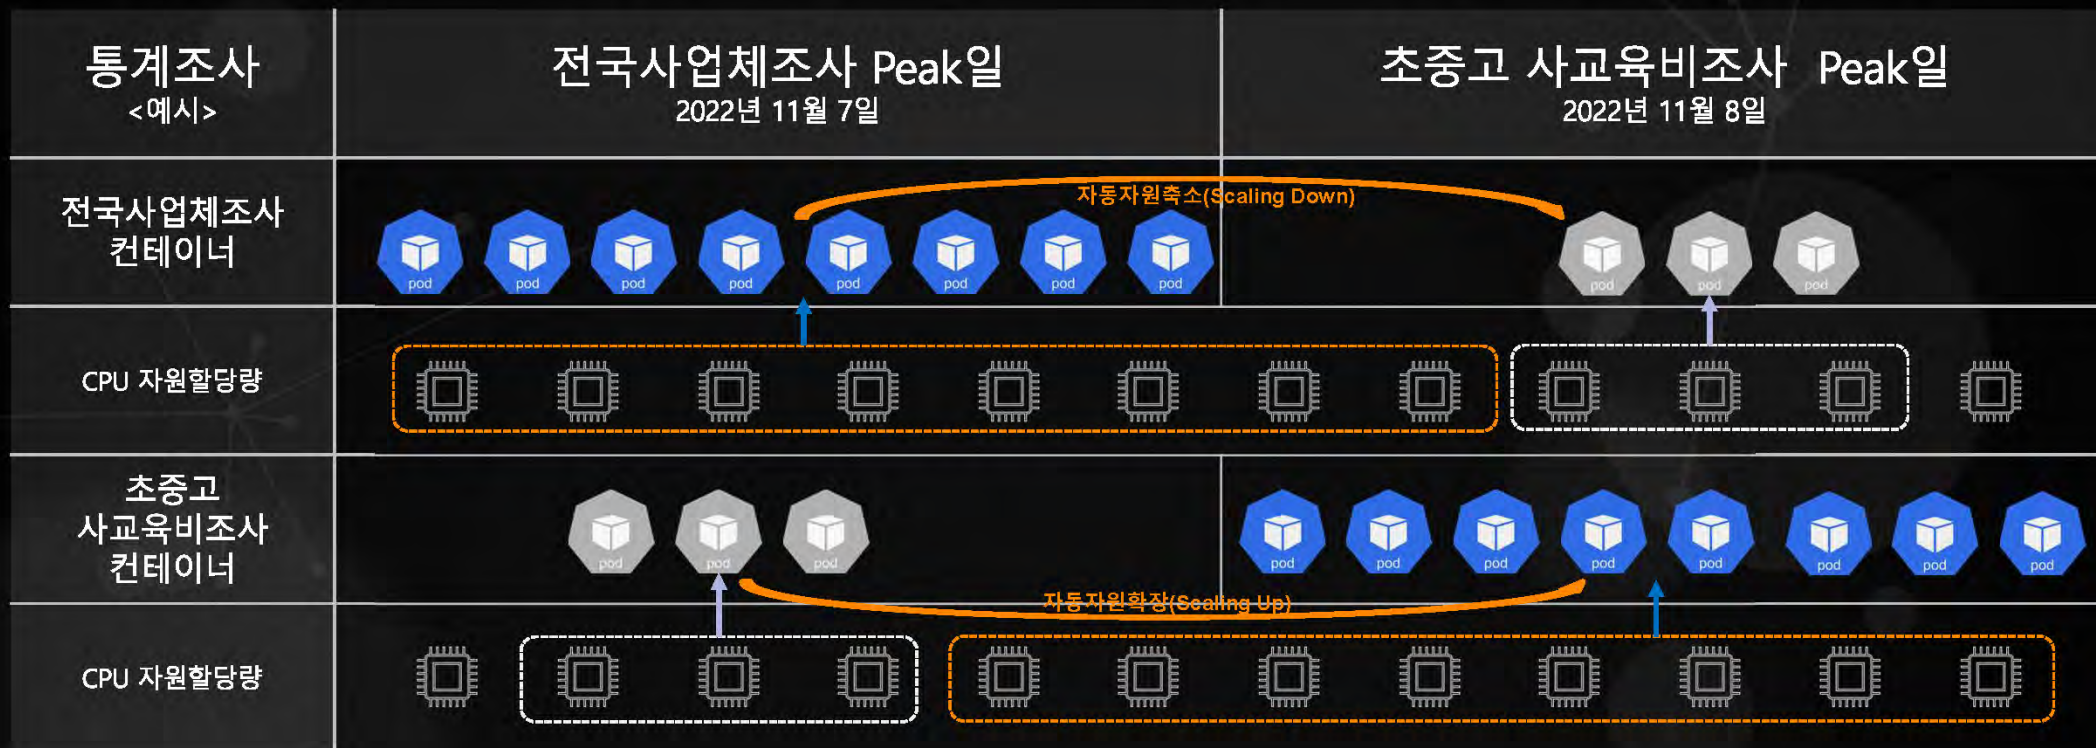 통계조사
<예시>
전국사업체조사 Peak일
2022년 11월 7일
초중고 사교육비조사 Peak일
2022년 11월 8일
전국사업체조사
컨테이너
자동자원축소(Scaling Down)
pod pod pod pod pod pod pod pod
pod pod pod
CPU 자원할당량
초중고
사교육비조사
컨테이너
pod pod pod
pod pod pod pod pod pod pod pod
자동자원확장(Scaling Up)
CPU 자원할당량